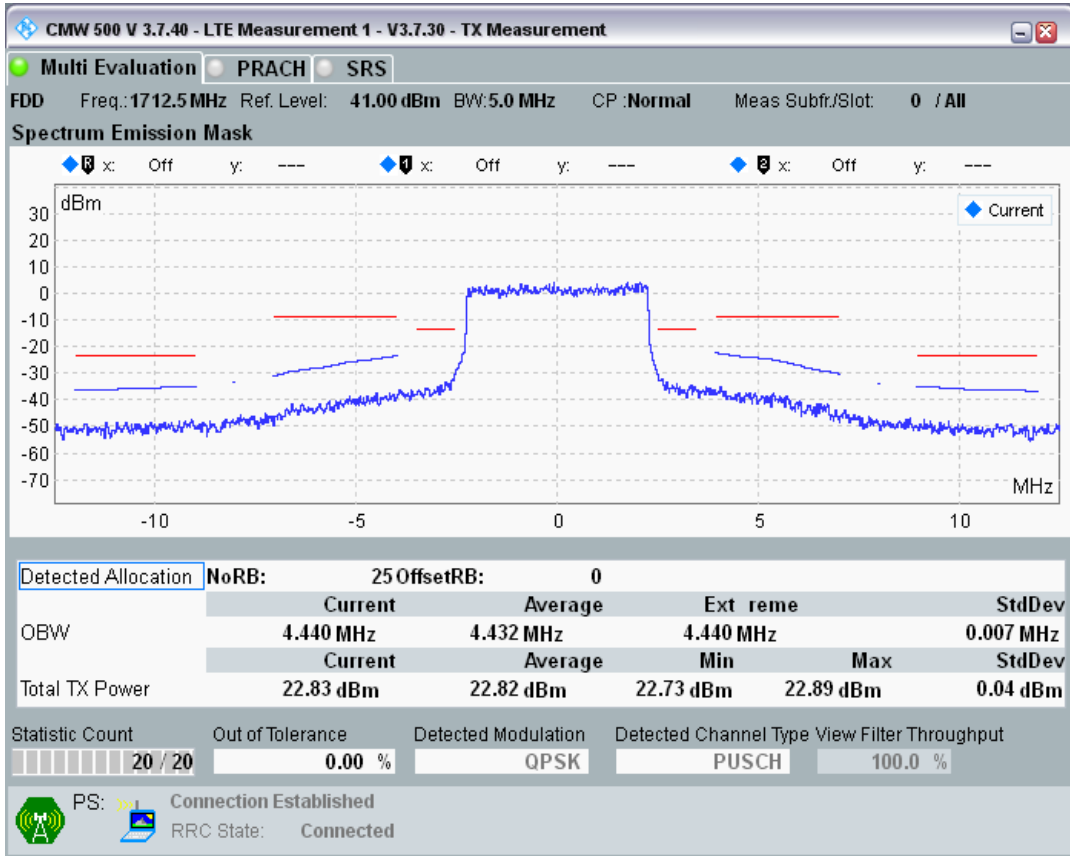 CMW 500 V 3.7.40 - LTE Measurement 1 - V3.7.30 - TX Measurement
Multi Evaluation PRACH SRS
FDD Freq.: 1712.5 MHz Ref. Level: 41.00 dBm BW: 5.0 MHz CP : Normal Meas Subfr./Slot: 0 / All
Spectrum Emission Mask
R x: Off y: --- 1 x: Off y: --- 2 x: Off y: ---
dBm
Current
30
20
10
0
-10
-20
-30
-40
-50
-60
-70
MHz
-10 -5 0 5 10
Detected Allocation NoRB: 25 OffsetRB: 0
Current Average Ext reme StdDev
OBW 4.440 MHz 4.432 MHz 4.440 MHz 0.007 MHz
Current Average Min Max StdDev
Total TX Power 22.83 dBm 22.82 dBm 22.73 dBm 22.89 dBm 0.04 dBm
Statistic Count Out of Tolerance Detected Modulation Detected Channel Type View Filter Throughput
20 / 20 0.00 % QPSK PUSCH 100.0 %
PS: Connection Established
RRC State: Connected